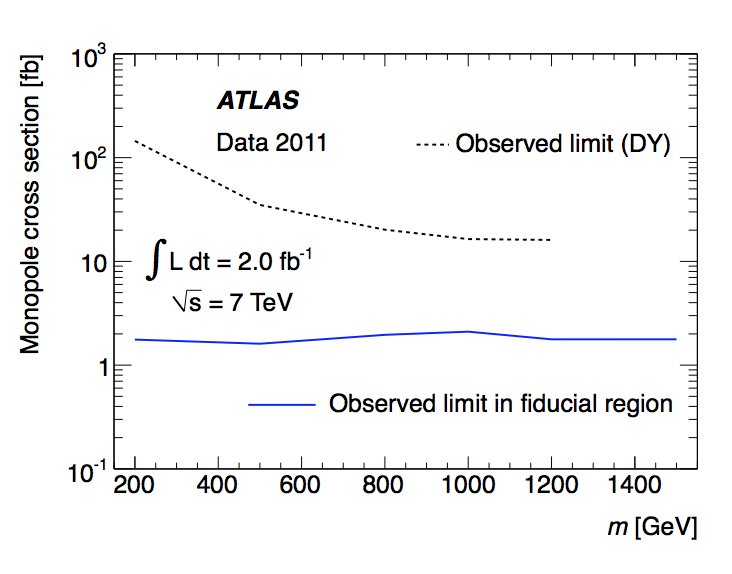 Monopole cross section [fb]
10³
10²
10
1
10⁻¹
ATLAS
Data 2011
Observed limit (DY)
∫ L dt = 2.0 fb⁻¹
√s = 7 TeV
Observed limit in fiducial region
200 400 600 800 1000 1200 1400
m [GeV]